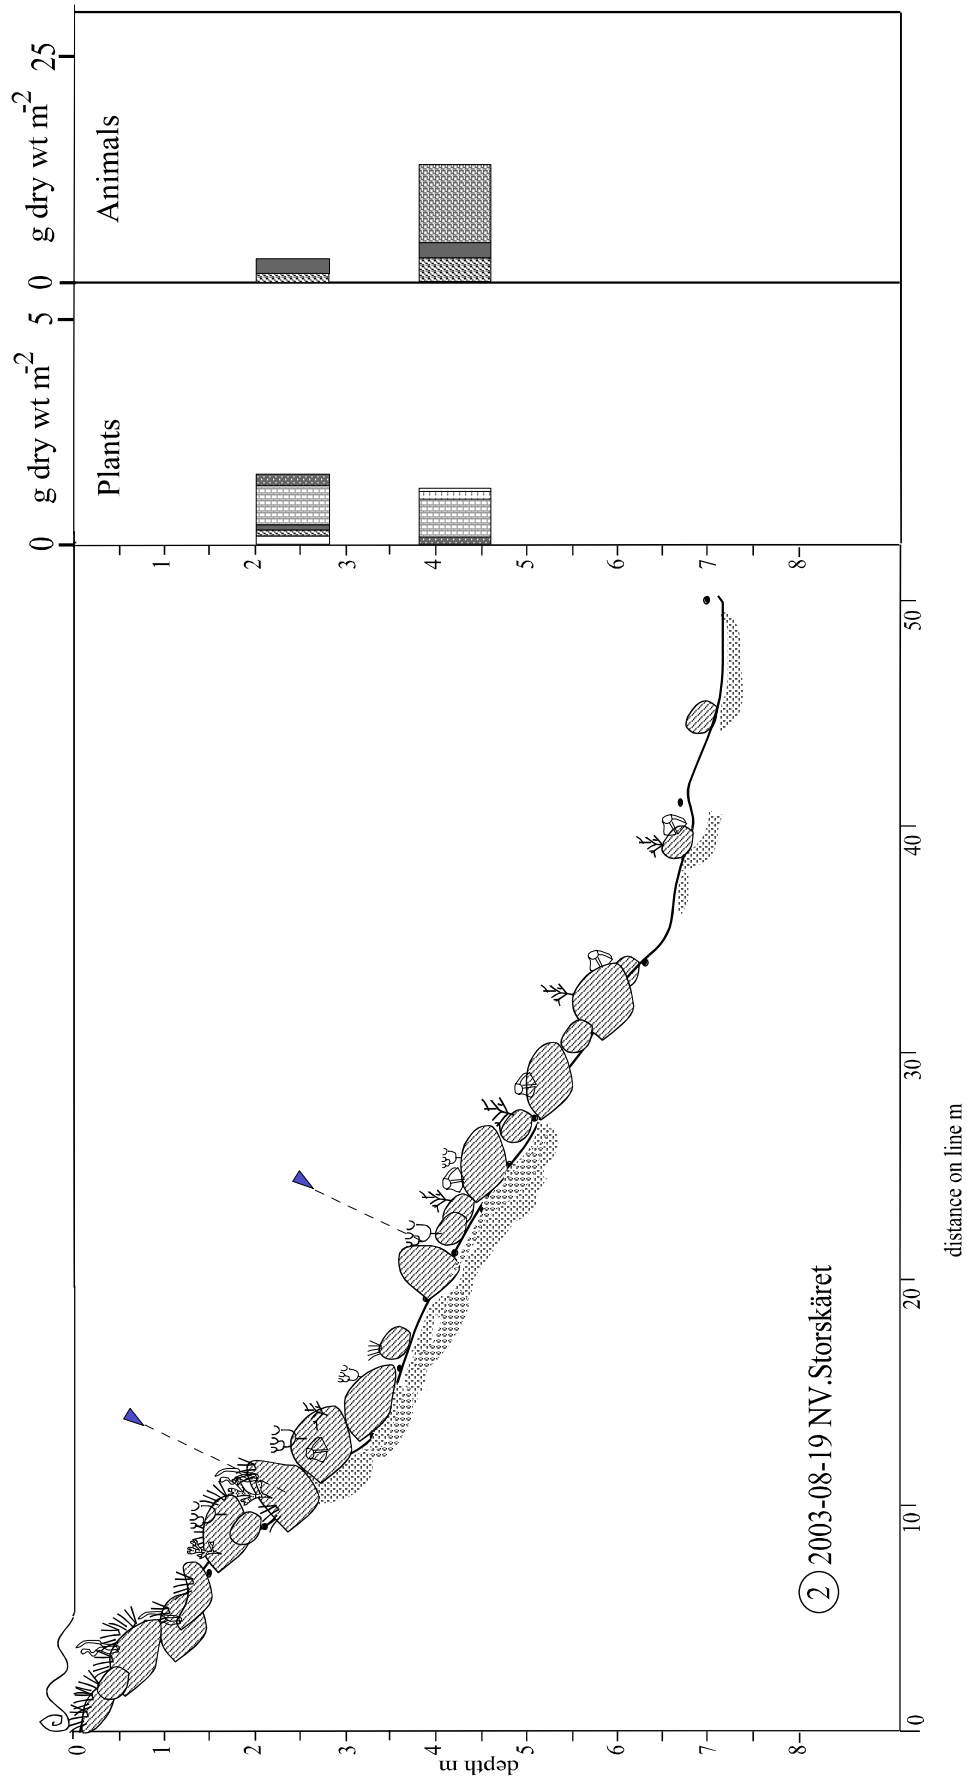 0 10 20 30 40 50
distance on line m
depth m
0 1 2 3 4 5 6 7 8
1 2 3 4 5 6 7 8
2 2003-08-19 NV.Storskäret
0 5
g dry wt m-2
Plants
0 25
g dry wt m-2
Animals